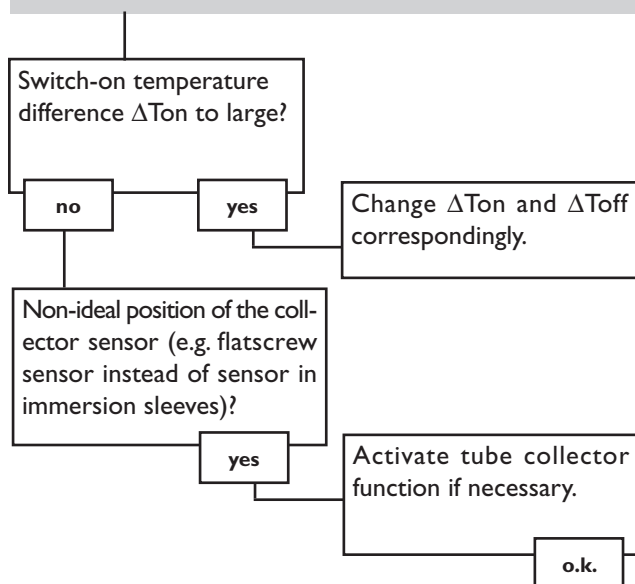 Switch-on temperature
difference ΔTon to large?
no
yes
Change ΔTon and ΔToff
correspondingly.
Non-ideal position of the coll-
ector sensor (e.g. flatscrew
sensor instead of sensor in
immersion sleeves)?
yes
Activate tube collector
function if necessary.
o.k.